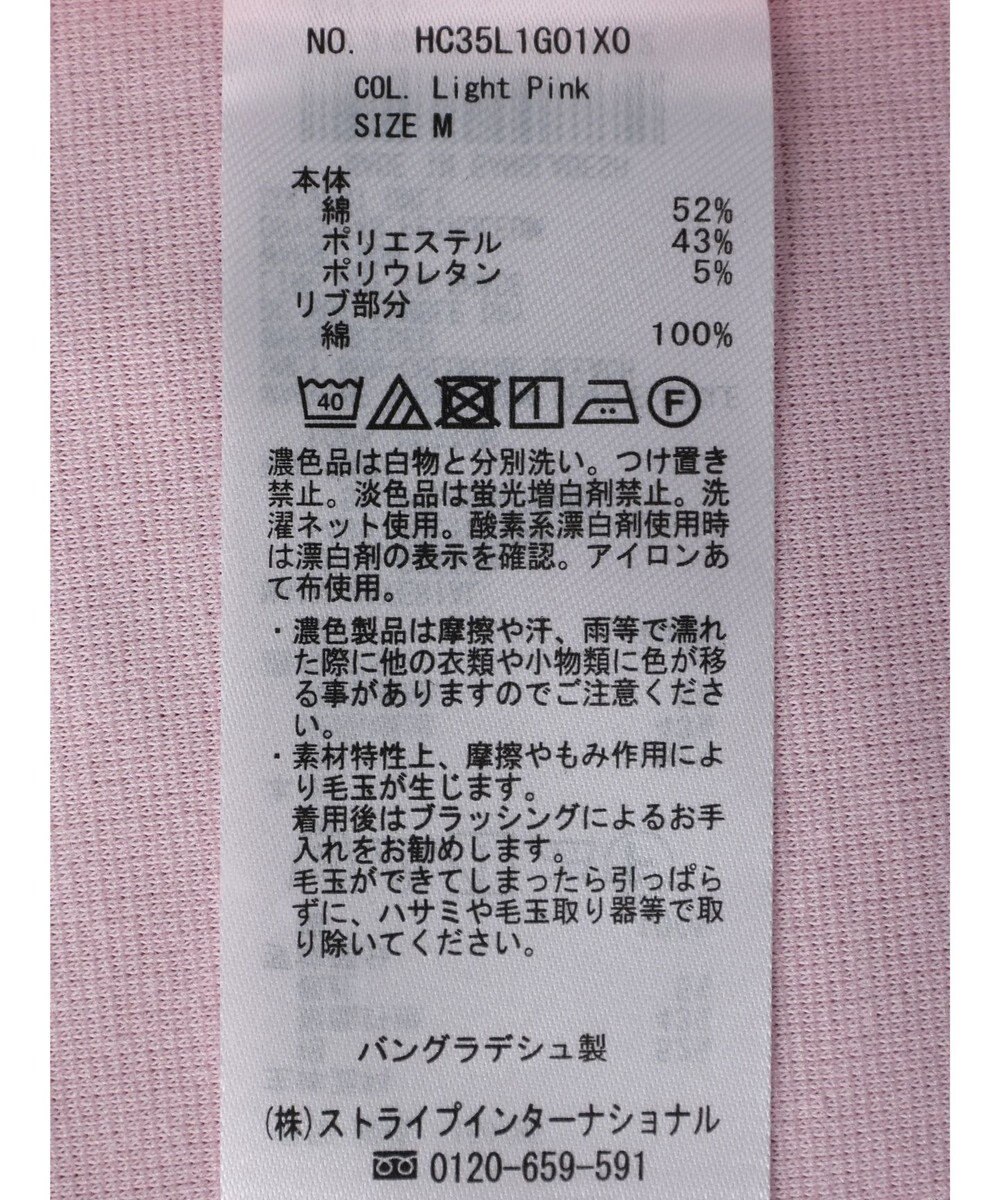 NO. HC35L1G01X0
COL. Light Pink
SIZE M
本体
綿 52%
ポリエステル 43%
ポリウレタン 5%
リブ部分
綿 100%
40 F
濃色品は白物と分別洗い。つけ置き
禁止。淡色品は蛍光増白剤禁止。洗
濯ネット使用。酸素系漂白剤使用時
は漂白剤の表示を確認。アイロンあ
て布使用。
・濃色製品は摩擦や汗、雨等で濡れ
た際に他の衣類や小物類に色が移
る事がありますのでご注意くださ
い。
・素材特性上、摩擦やもみ作用によ
り毛玉が生じます。
着用後はブラッシングによるお手
入れをお勧めします。
毛玉ができてしまったら引っぱら
ずに、ハサミや毛玉取り器等で取
り除いてください。
バングラデシュ製
(株)ストライプインターナショナル
0120-659-591